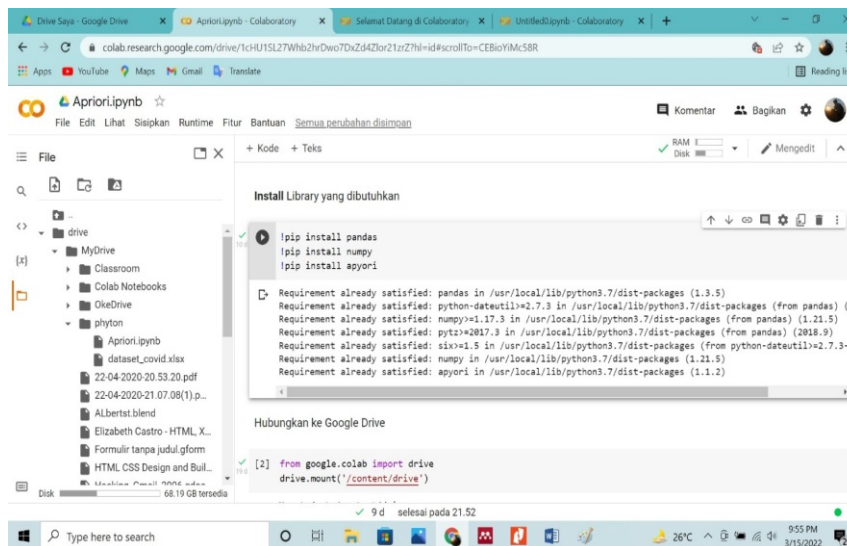 Drive Saya - Google Drive
Apriori.ipynb - Colaboratory
Selamat Datang di Colaboratory
Untitled0.ipynb - Colaboratory
colab.research.google.com/drive/1cHU1SL27Whb2hrDwo7DxZd4Zlor21zrZ?hl=id#scrollTo=CEBioYiMc58R
Apps YouTube Maps Gmail Translate
Reading li
CO Apriori.ipynb
File Edit Lihat Sisipkan Runtime Fitur Bantuan Semua perubahan disimpan
Komentar Bagikan
File
+ Kode + Teks
RAM
Disk
Mengedit
Install Library yang dibutuhkan
..
drive
MyDrive
Classroom
Colab Notebooks
OkeDrive
phyton
Apriori.ipynb
dataset_covid.xlsx
22-04-2020-20.53.20.pdf
22-04-2020-21.07.08(1).p...
ALbertst.blend
Elizabeth Castro - HTML, X...
Formulir tanpa judul.gform
HTML CSS Design and Buil...
Disk 68.19 GB tersedia
!pip install pandas
!pip install numpy
!pip install apyori
Requirement already satisfied: pandas in /usr/local/lib/python3.7/dist-packages (1.3.5)
Requirement already satisfied: python-dateutil>=2.7.3 in /usr/local/lib/python3.7/dist-packages (from pandas) (
Requirement already satisfied: numpy>=1.17.3 in /usr/local/lib/python3.7/dist-packages (from pandas) (1.21.5)
Requirement already satisfied: pytz>=2017.3 in /usr/local/lib/python3.7/dist-packages (from pandas) (2018.9)
Requirement already satisfied: six>=1.5 in /usr/local/lib/python3.7/dist-packages (from python-dateutil>=2.7.3-
Requirement already satisfied: numpy in /usr/local/lib/python3.7/dist-packages (1.21.5)
Requirement already satisfied: apyori in /usr/local/lib/python3.7/dist-packages (1.1.2)
Hubungkan ke Google Drive
[2] from google.colab import drive
drive.mount('/content/drive')
9 d selesai pada 21.52
Type here to search
26°C
9:55 PM
3/15/2022